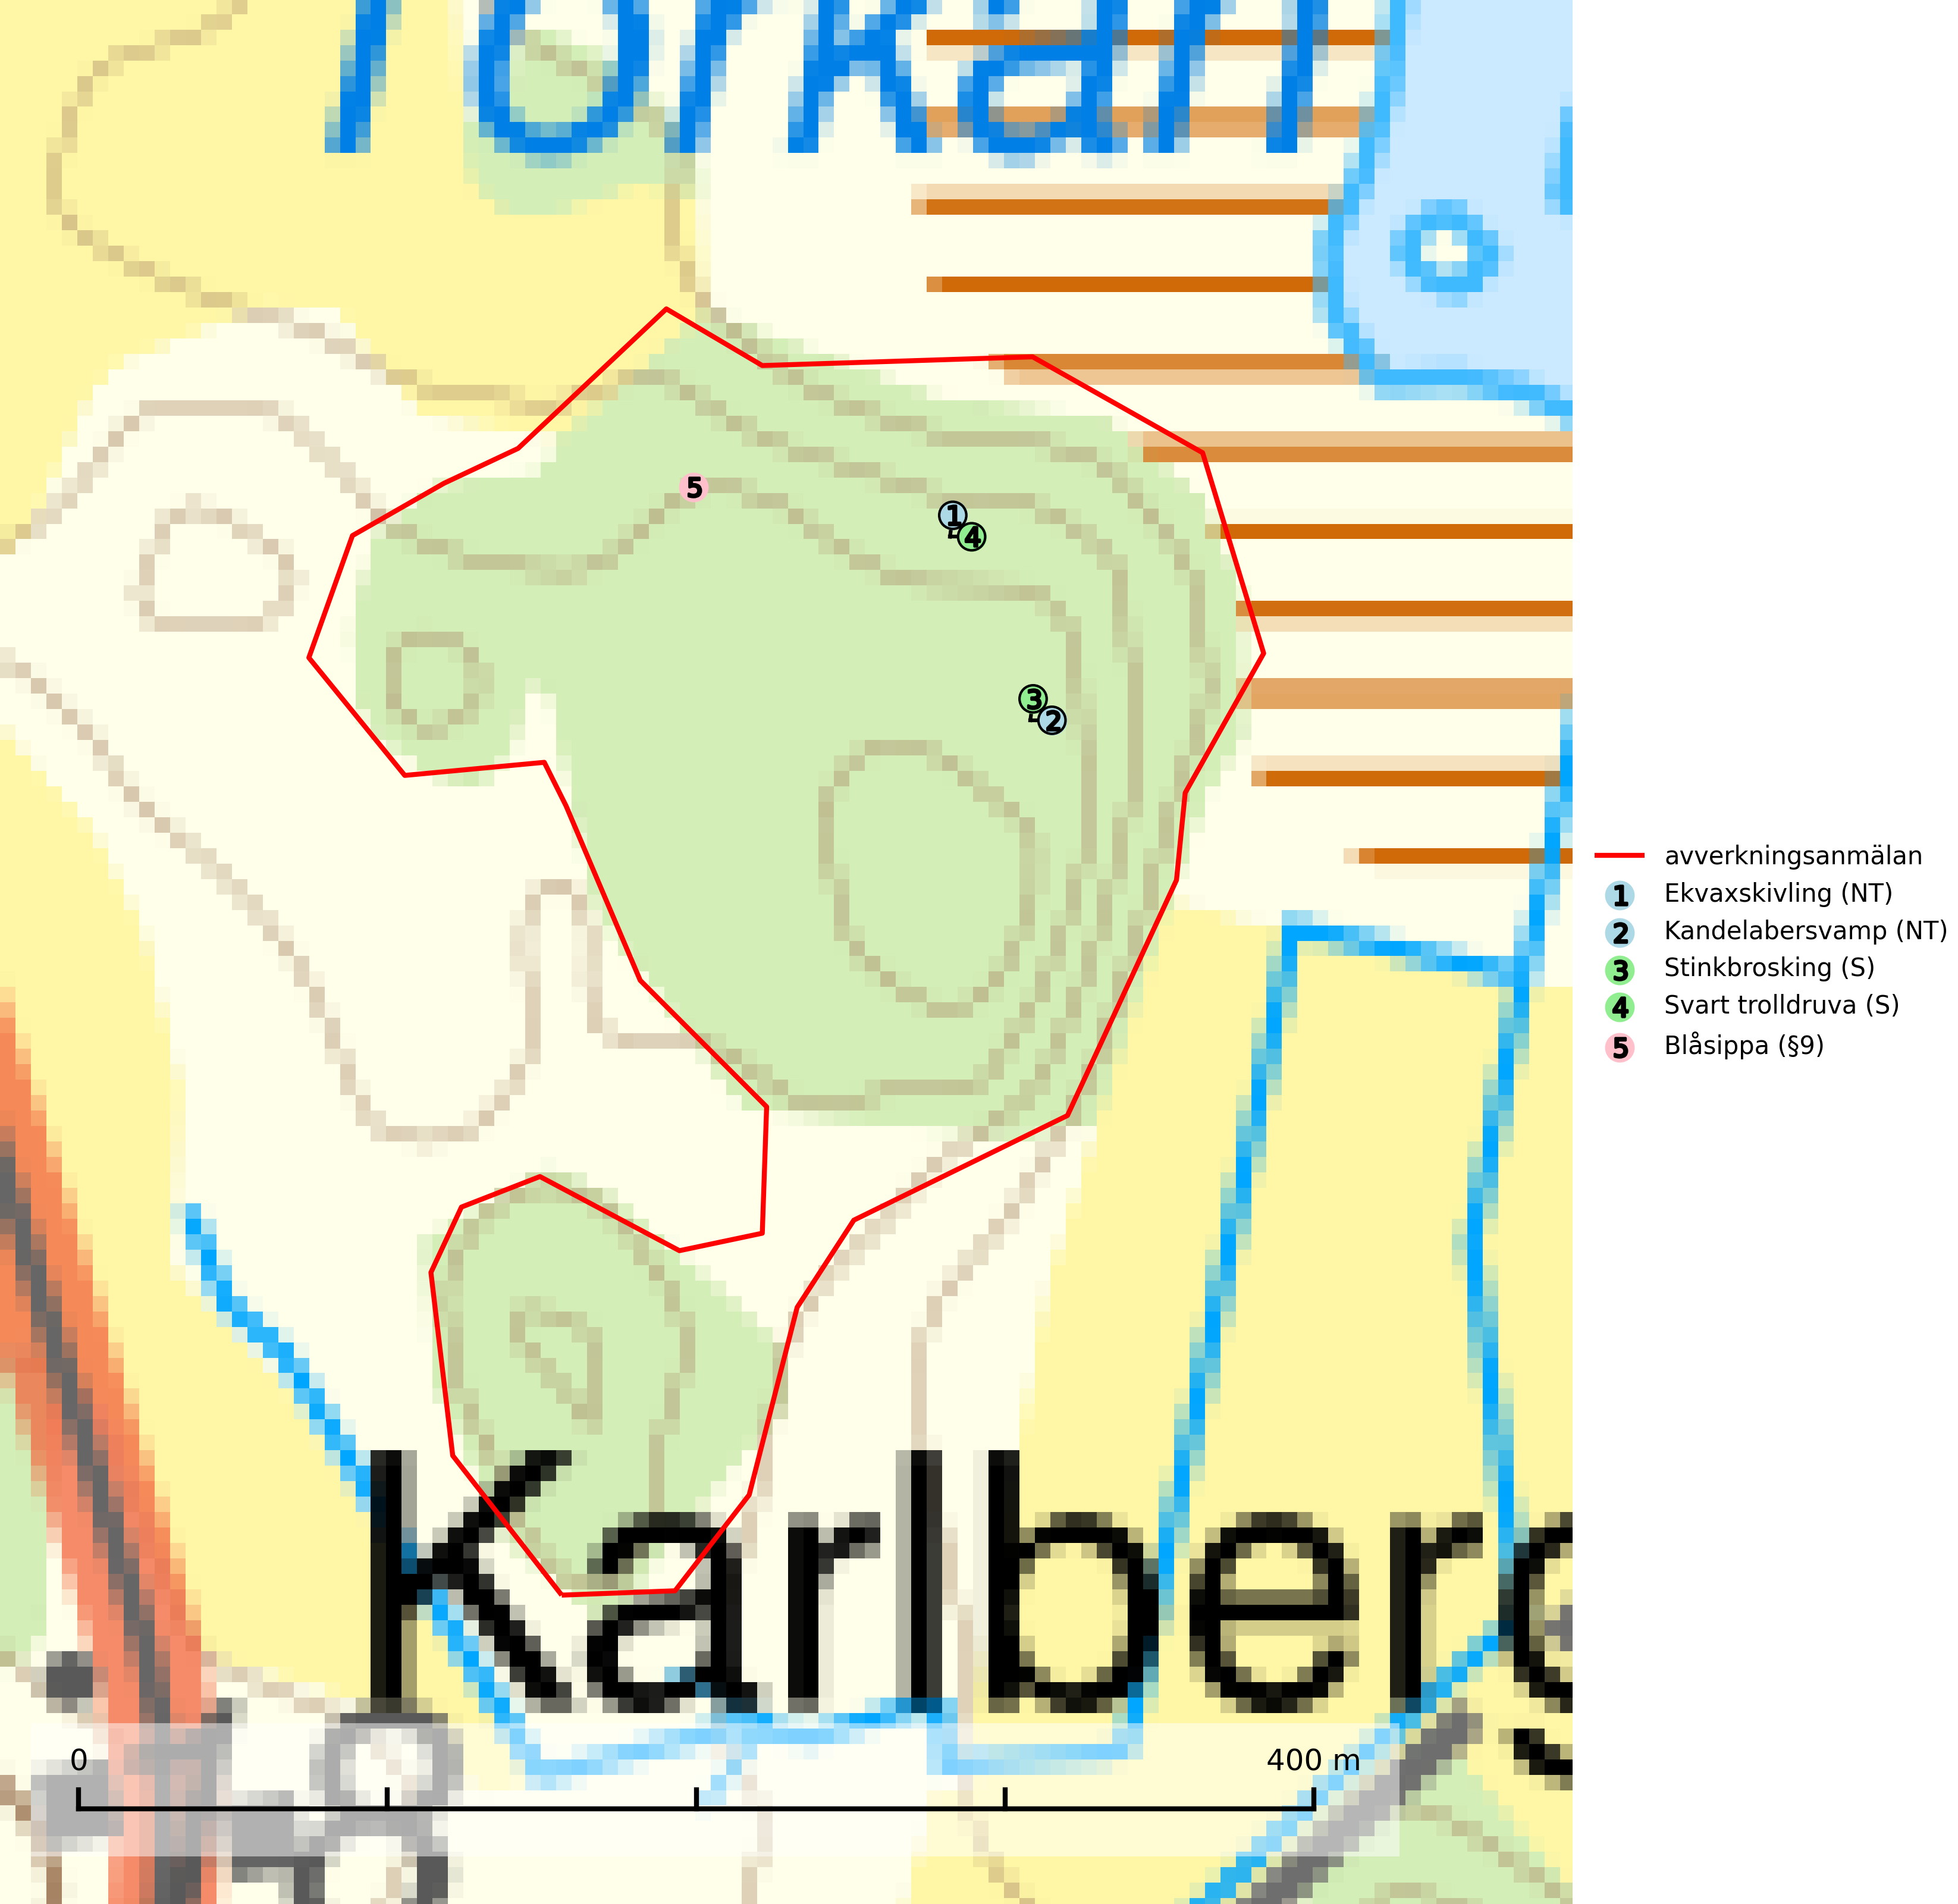 5
1
4
3
2
avverkningsanmälan
1 Ekvaxskivling (NT)
2 Kandelabersvamp (NT)
3 Stinkbrosking (S)
4 Svart trolldruva (S)
5 Blåsippa (§9)
Karlberg
0 400 m